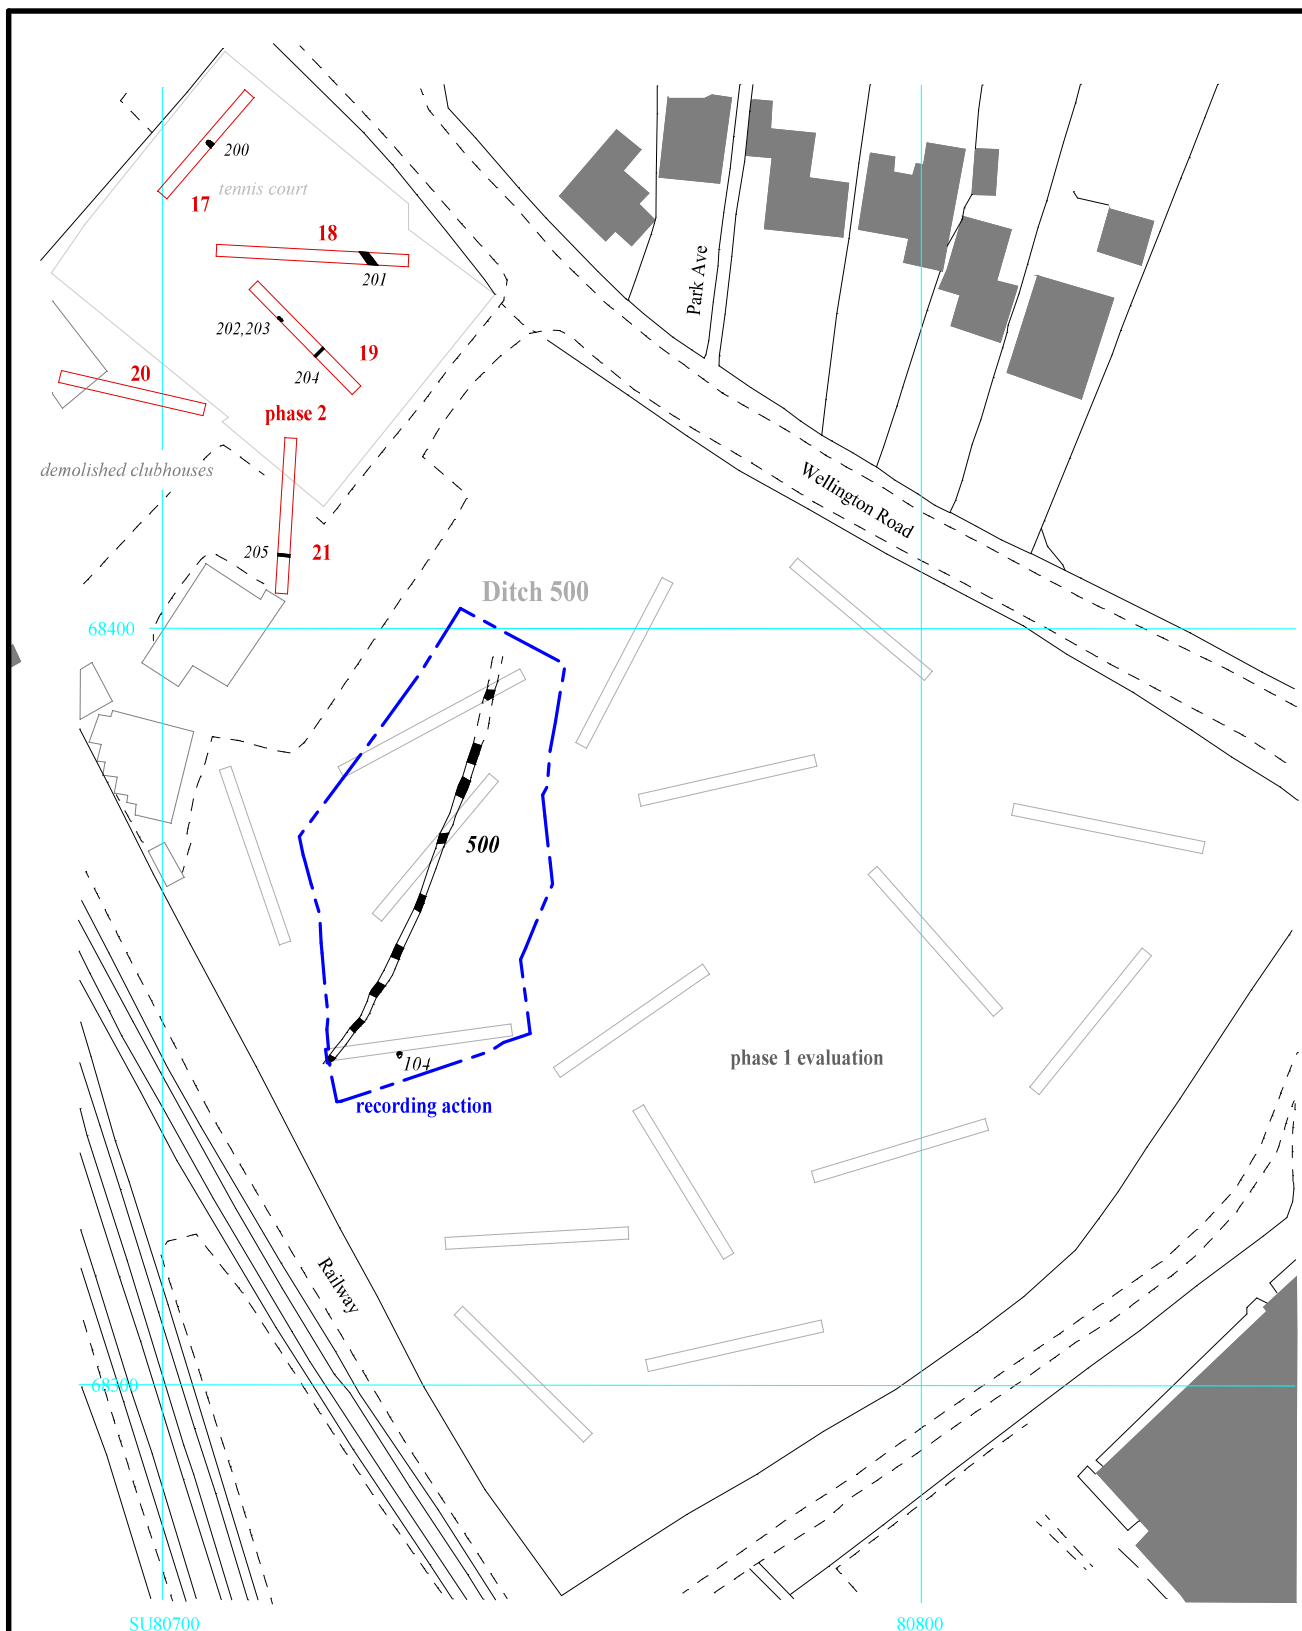 200
tennis court
17
18
201
Park Ave
202,203
19
204
20
phase 2
demolished clubhouses
Wellington Road
205
21
Ditch 500
68400
500
104
phase 1 evaluation
recording action
Railway
68300
SU80700
80800